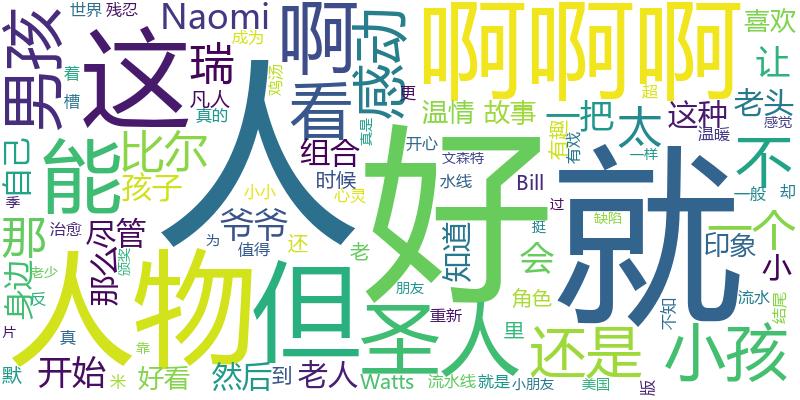 世界 残忍 Naomi 成为 啊 感动 啊啊啊 喜欢
男孩 这 人 瑞 鸡汤 超 让
着 槽 凡人 真的 看 真是 更 温情 故事 一把 太 这种 老头
自己 能 比尔 组合 开心 文森特 好 有趣 有戏 一样 温暖 感觉 不
季 孩子 小小 时候 心灵 水线 Bill 就 一般 却
那 治愈 尽管 爷爷 值得 还 知道 过 挺 缺陷 印象 一个
身边 那么 为 老 会 小
老少 颁奖 人物 但 朋友 圣人 角色 不知 流水 结尾
反 片 真 重新 里 还是 小孩
默 开始 米 靠 好看 然后 到 老人 Watts 流水线 就是 小朋友 美国 版